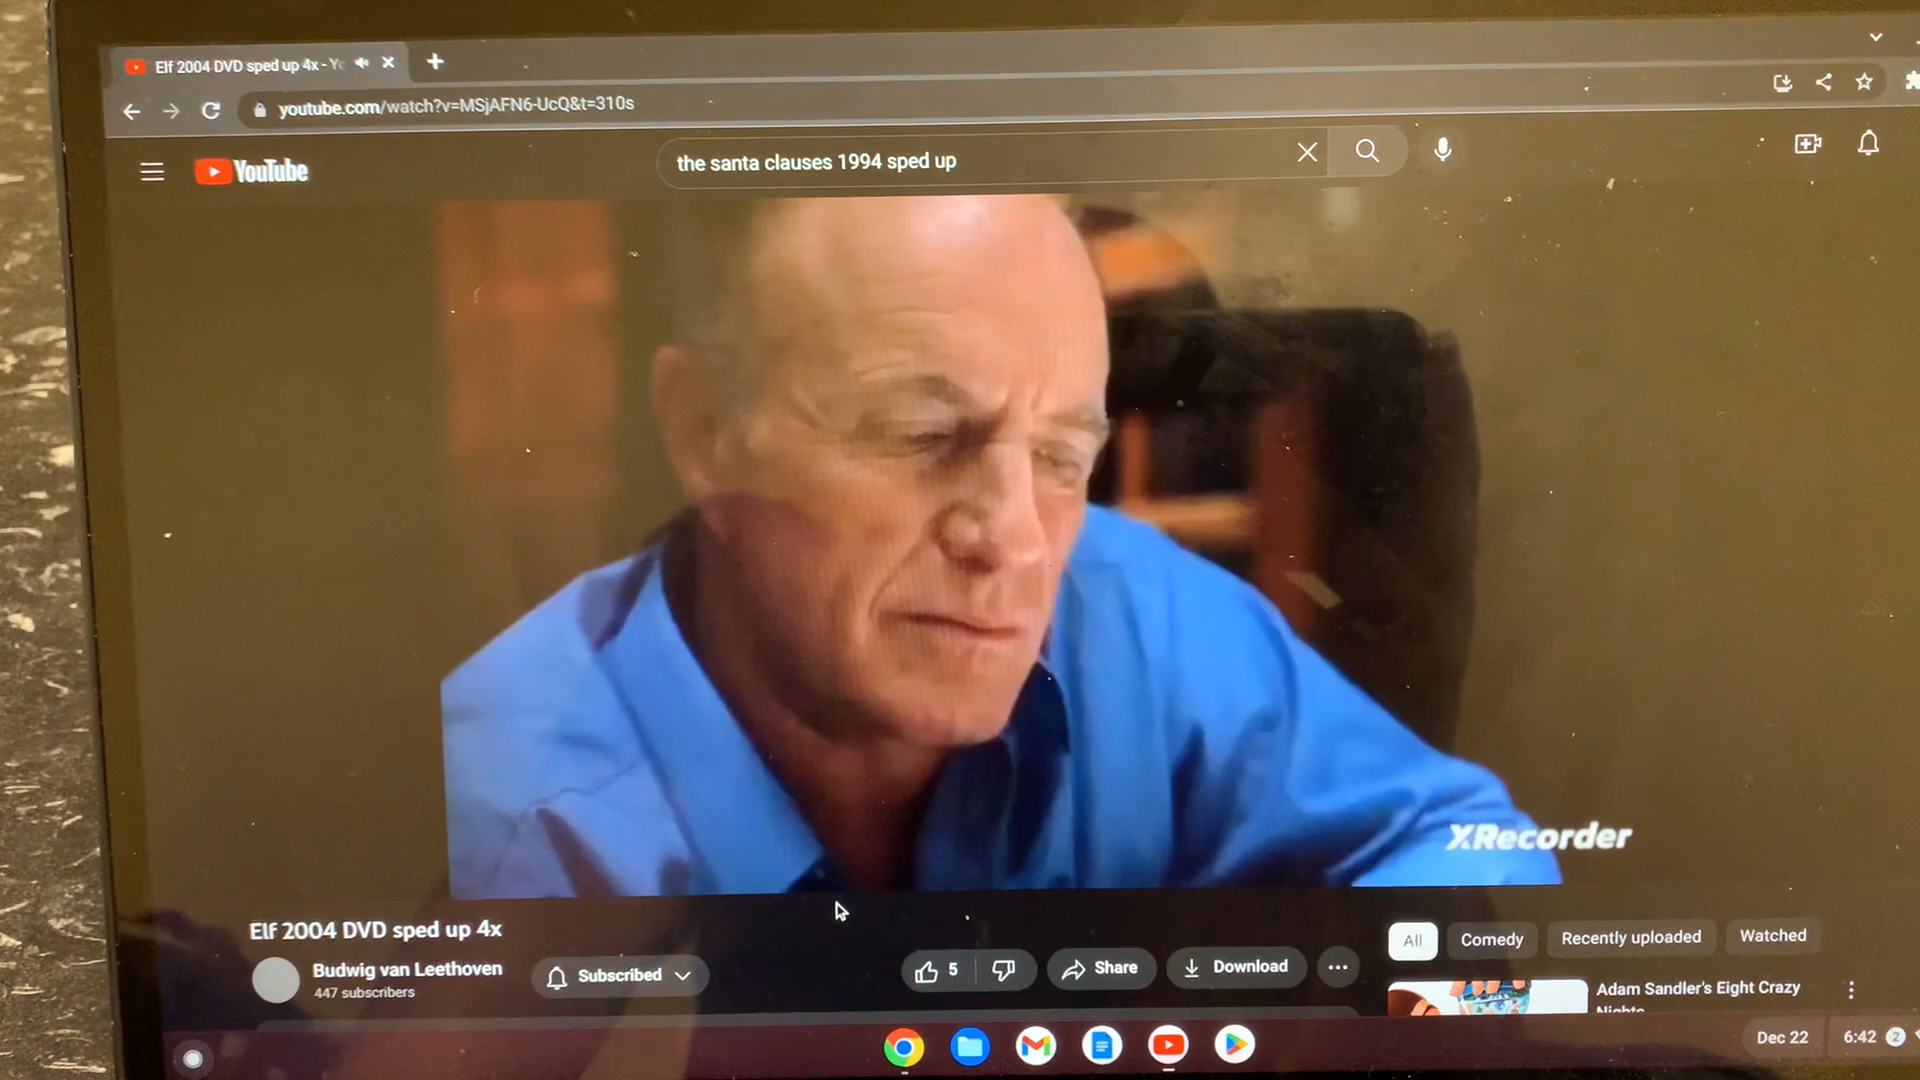 Elf 2004 DVD sped up 4x - Yo
youtube.com/watch?v=MSjAFN6-UcQ&t=310s
YouTube
the santa clauses 1994 sped up
XRecorder
Elf 2004 DVD sped up 4x
Budwig van Leethoven
447 subscribers
Subscribed
5
Share
Download
All
Comedy
Recently uploaded
Watched
Adam Sandler's Eight Crazy
Nights
Dec 22
6:42
2